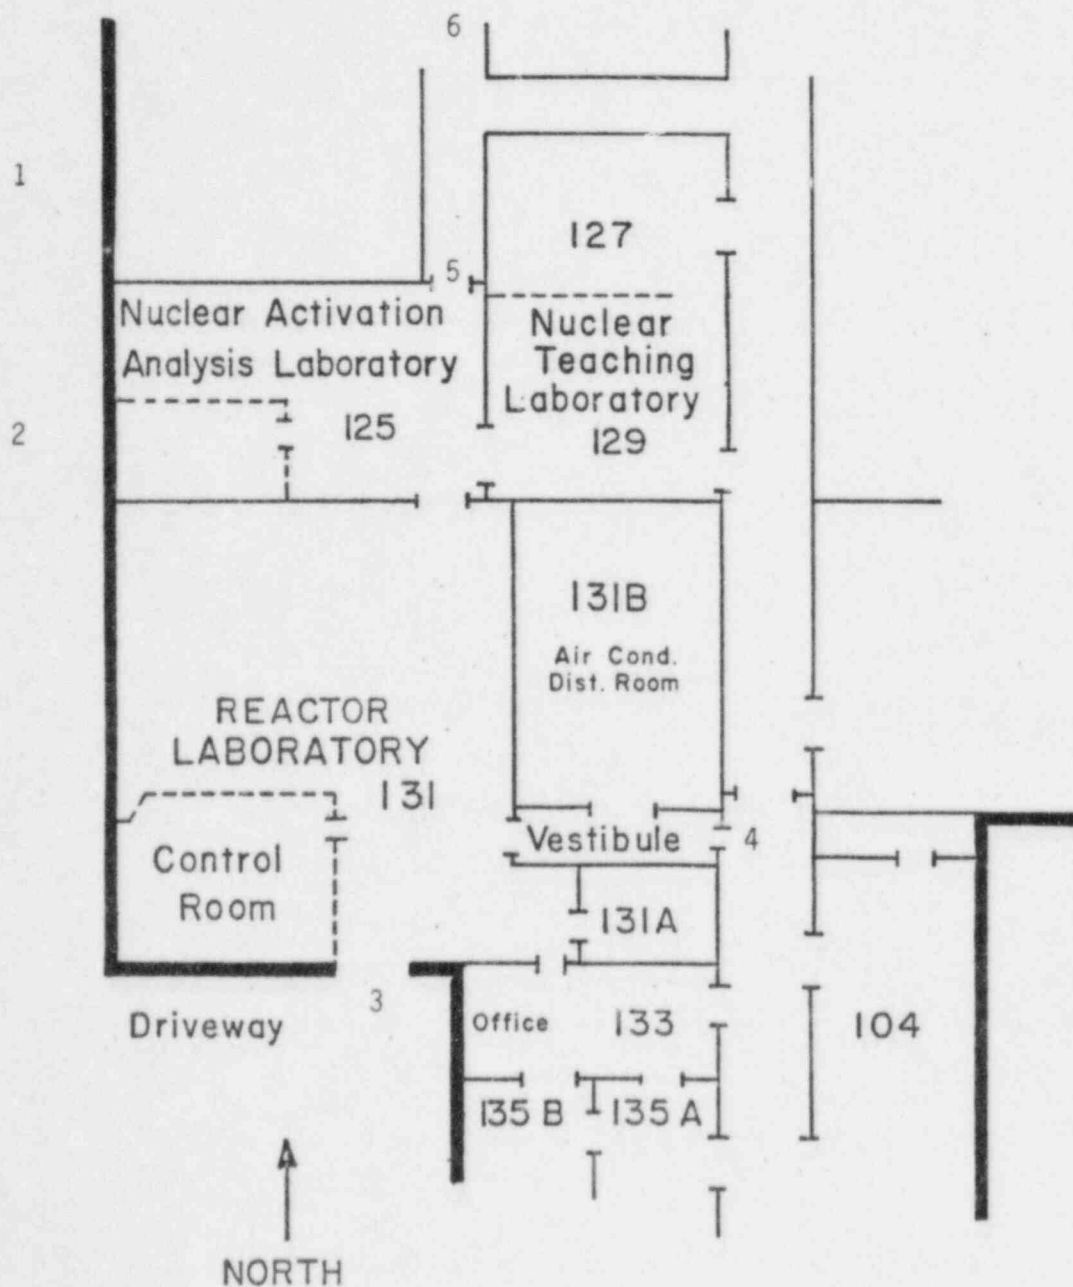 6
1
127
5
Nuclear Activation
Analysis Laboratory
125
Nuclear
Teaching
Laboratory
129
2
131B
Air Cond.
Dist. Room
REACTOR
LABORATORY
131
Vestibule
4
Control
Room
131A
3
Driveway
Office
133
104
135 B
135 A
NORTH